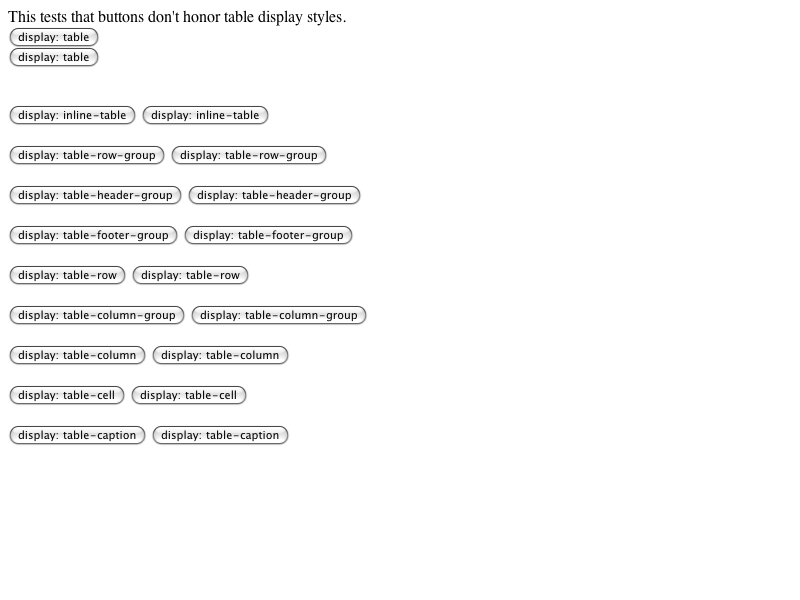 This tests that buttons don't honor table display styles.
display: table
display: table
display: inline-table display: inline-table
display: table-row-group display: table-row-group
display: table-header-group display: table-header-group
display: table-footer-group display: table-footer-group
display: table-row display: table-row
display: table-column-group display: table-column-group
display: table-column display: table-column
display: table-cell display: table-cell
display: table-caption display: table-caption